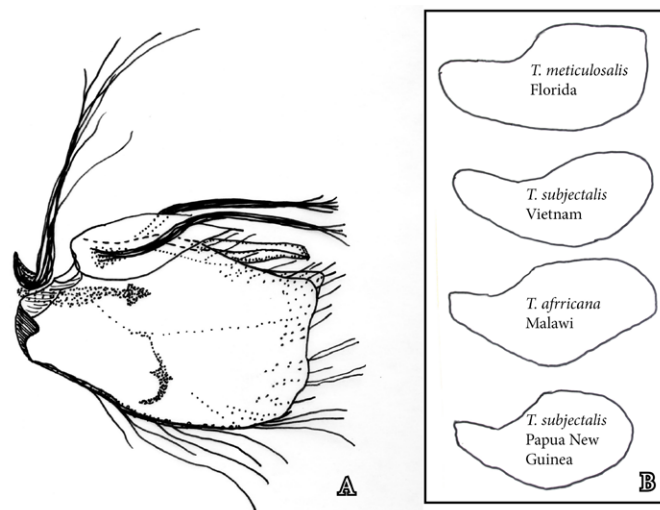 T. meticulosalis
Florida
T. subjectalis
Vietnam
T. afrricana
Malawi
T. subjectalis
Papua New
Guinea
A
B